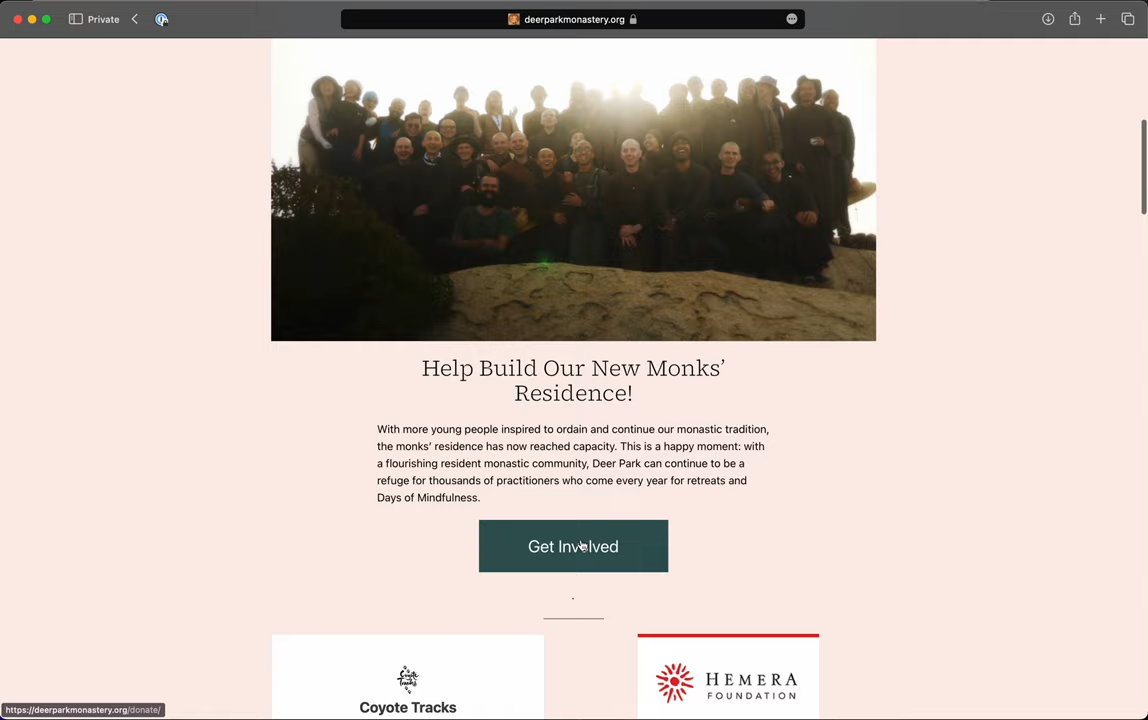 Private
deerparkmonastery.org
Help Build Our New Monks’
Residence!
With more young people inspired to ordain and continue our monastic tradition,
the monks’ residence has now reached capacity. This is a happy moment: with
a flourishing resident monastic community, Deer Park can continue to be a
refuge for thousands of practitioners who come every year for retreats and
Days of Mindfulness.
Get Involved
.
Coyote
Tracks
Coyote Tracks
HEMERA
FOUNDATION
https://deerparkmonastery.org/donate/